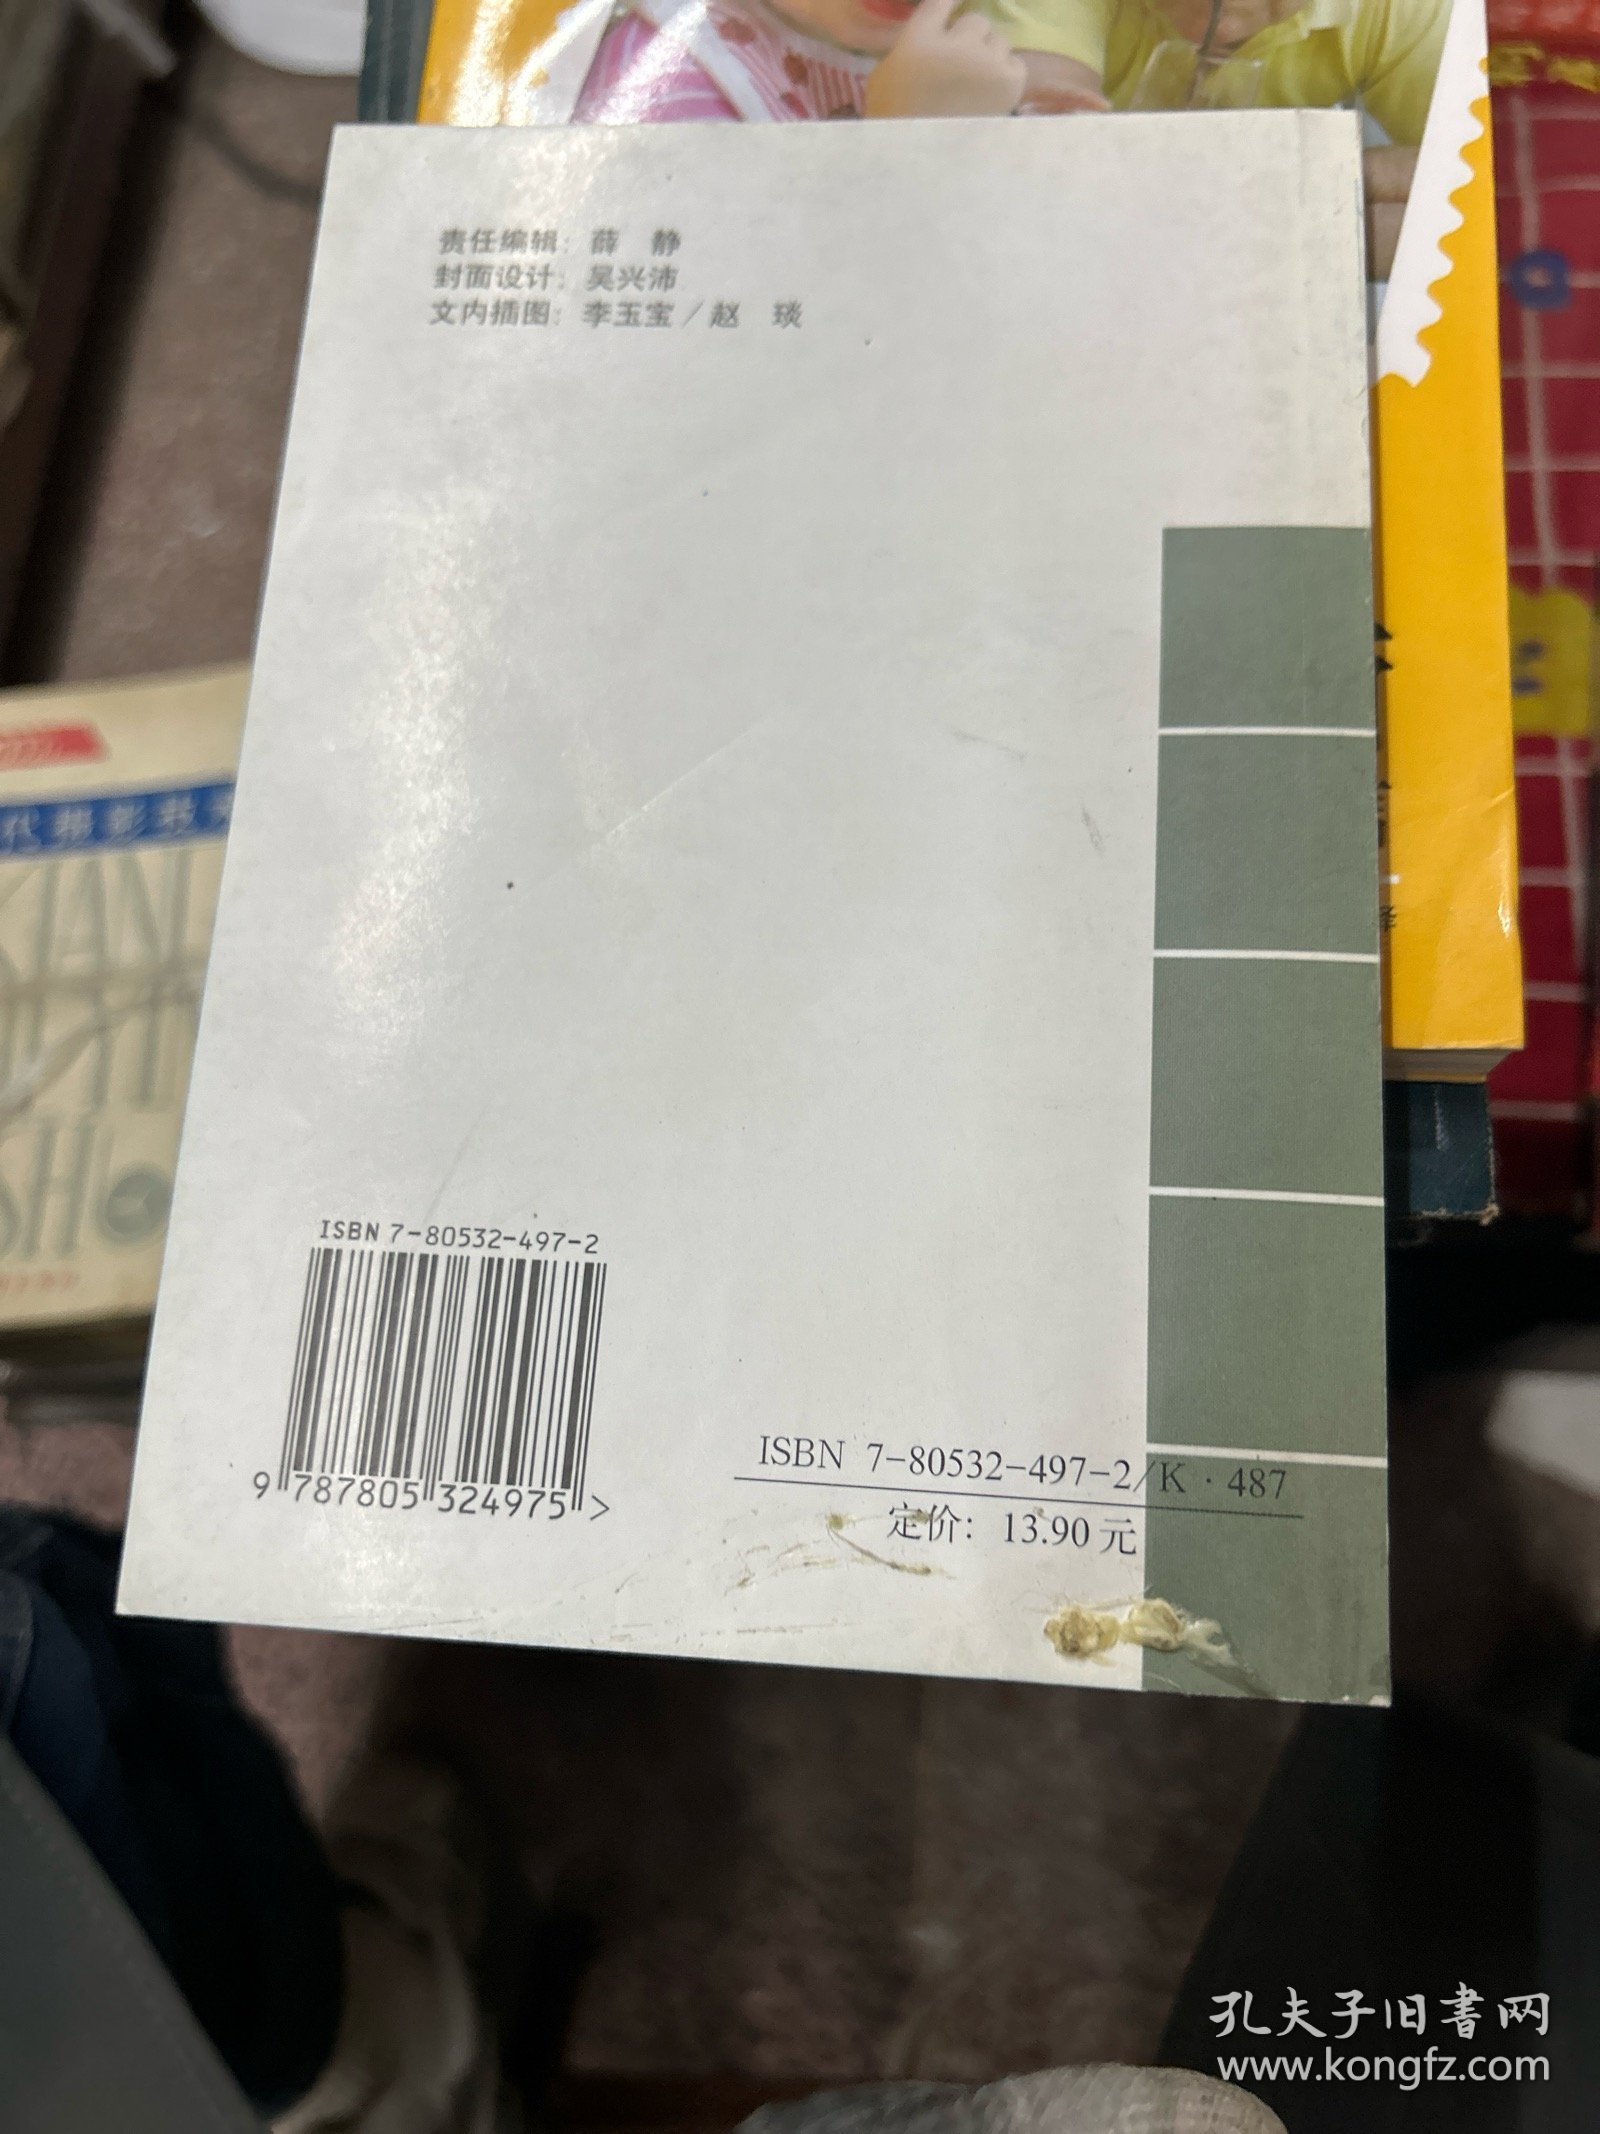 责任编辑：薛　静
封面设计：吴兴沛
文内插图：李玉宝／赵　琰
ISBN 7-80532-497-2
9 787805 324975 >
ISBN 7-80532-497-2/K·487
定价：13.90元
孔夫子旧書网
www.kongfz.com